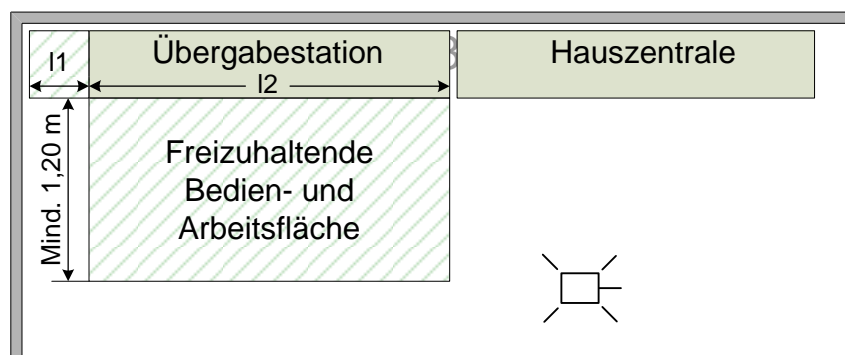 Übergabestation
Hauszentrale
l1
l2
Mind. 1,20 m
Freizuhaltende
Bedien- und
Arbeitsfläche